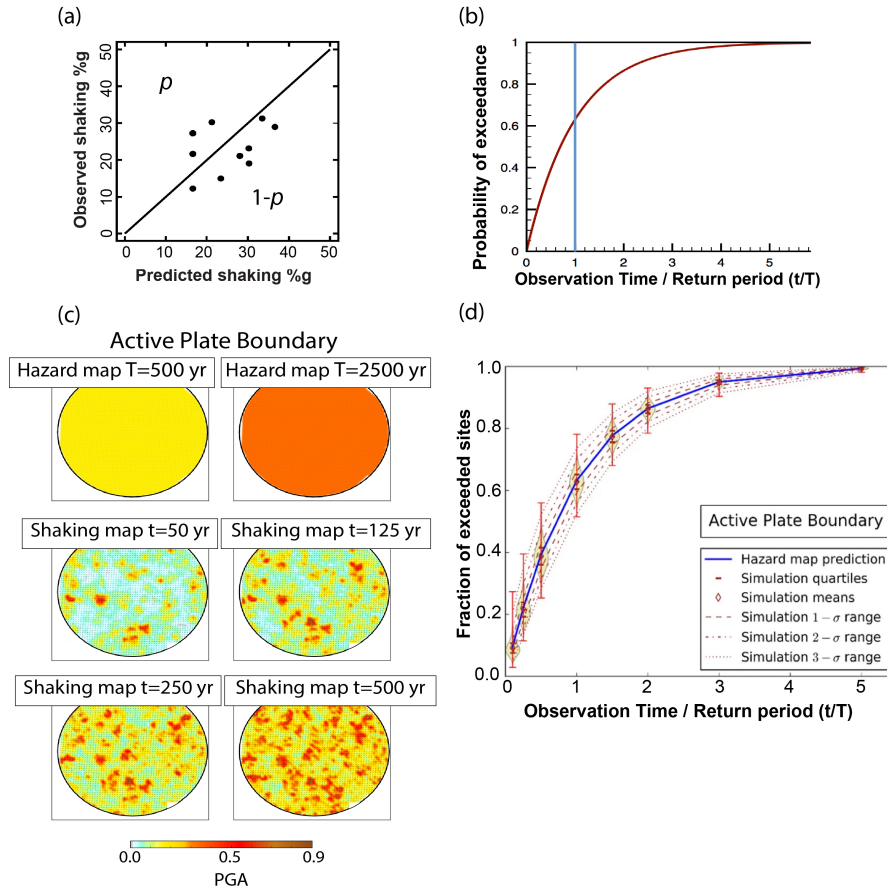 (a)
50
40
30
20
10
0
Observed shaking %g
p
1-p
0 10 20 30 40 50
Predicted shaking %g
(b)
1
0.8
0.6
0.4
0.2
0
Probability of exceedance
0 1 2 3 4 5
Observation Time / Return period (t/T)
(c)
Active Plate Boundary
Hazard map T=500 yr
Hazard map T=2500 yr
Shaking map t=50 yr
Shaking map t=125 yr
Shaking map t=250 yr
Shaking map t=500 yr
0.0 0.5 0.9
PGA
(d)
1.0
0.8
0.6
0.4
0.2
0.0
Fraction of exceeded sites
Active Plate Boundary
Hazard map prediction
Simulation quartiles
Simulation means
Simulation 1 − σ range
Simulation 2 − σ range
Simulation 3 − σ range
0 1 2 3 4 5
Observation Time / Return period (t/T)